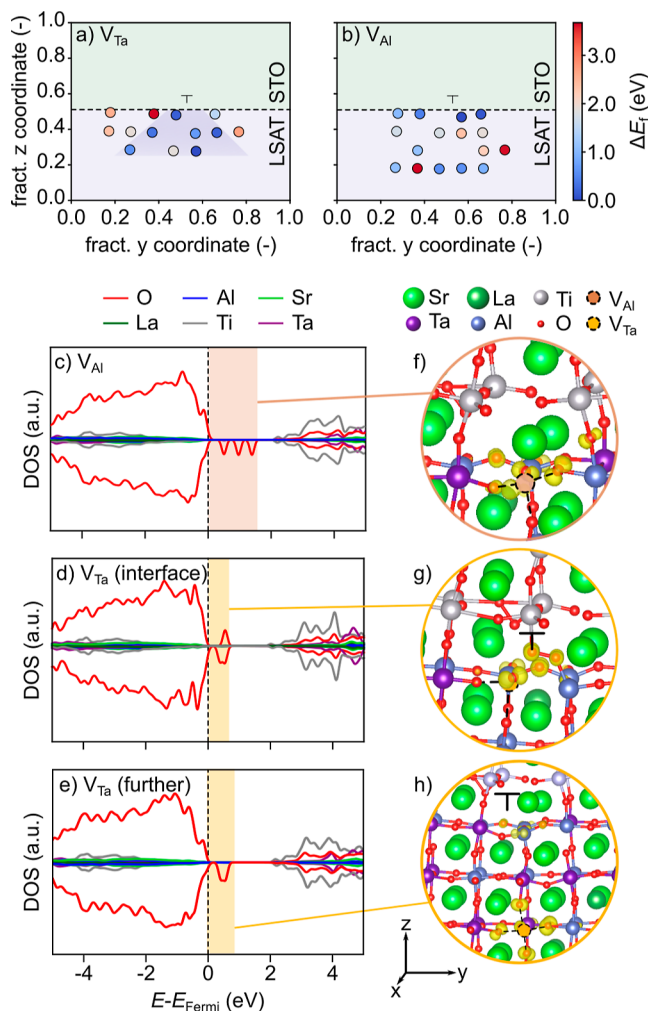 a) V_Ta
b) V_Al
STO
LSAT
STO
LSAT
fract. z coordinate (-)
1.0
0.8
0.6
0.4
0.2
0.0
0.0 0.2 0.4 0.6 0.8 1.0
0.0 0.2 0.4 0.6 0.8 1.0
fract. y coordinate (-)
fract. y coordinate (-)
3.0
2.0
1.0
0.0
ΔE_f (eV)
O Al Sr
La Ti Ta
Sr La Ti V_Al
Ta Al O V_Ta
c) V_Al
f)
DOS (a.u.)
d) V_Ta (interface)
g)
DOS (a.u.)
e) V_Ta (further)
h)
DOS (a.u.)
-4 -2 0 2 4
E-E_Fermi (eV)
z
y
x